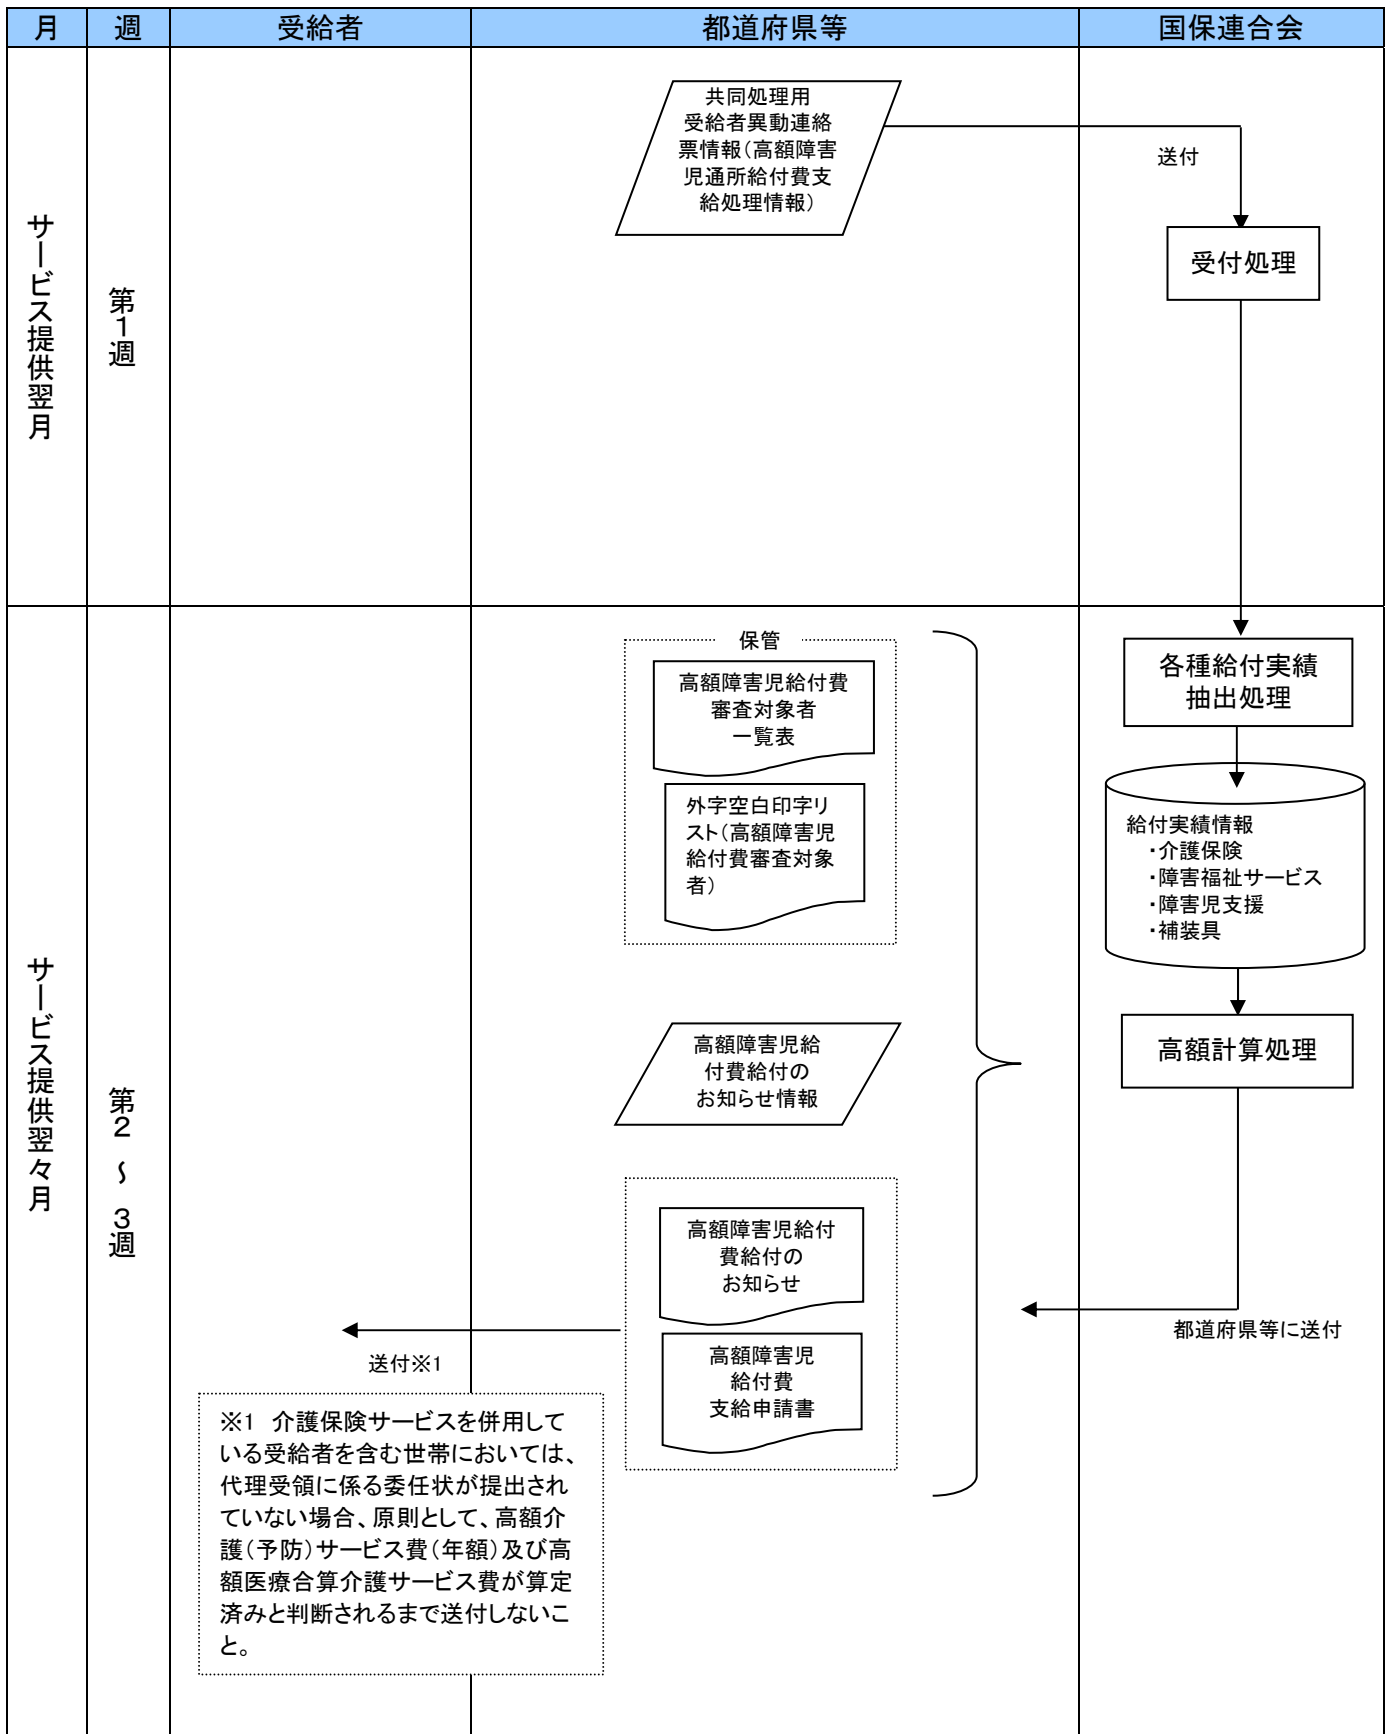 月 週 受給者 都道府県等 国保連合会
サービス提供翌月
第1週
共同処理用
受給者異動連絡
票情報（高額障害
児通所給付費支
給処理情報）
送付
受付処理
サービス提供翌々月
第2～3週
保管
高額障害児給付費
審査対象者
一覧表
外字空白印字リ
スト（高額障害児
給付費審査対象
者）
各種給付実績
抽出処理
給付実績情報
・介護保険
・障害福祉サービス
・障害児支援
・補装具
高額計算処理
高額障害児給
付費給付の
お知らせ情報
高額障害児給付
費給付の
お知らせ
高額障害児
給付費
支給申請書
都道府県等に送付
送付※1
※1 介護保険サービスを併用して
いる受給者を含む世帯においては、
代理受領に係る委任状が提出され
ていない場合、原則として、高額介
護（予防）サービス費（年額）及び高
額医療合算介護サービス費が算定
済みと判断されるまで送付しないこ
と。